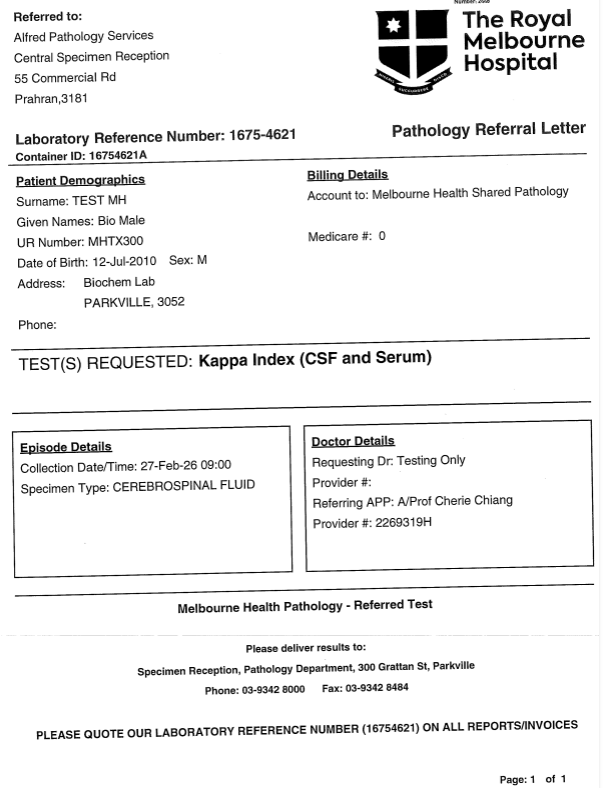 Number: 2668
Referred to:
Alfred Pathology Services
Central Specimen Reception
55 Commercial Rd
Prahran,3181
The Royal
Melbourne
Hospital
Laboratory Reference Number: 1675-4621
Pathology Referral Letter
Container ID: 16754621A
Patient Demographics
Surname: TEST MH
Given Names: Bio Male
UR Number: MHTX300
Date of Birth: 12-Jul-2010 Sex: M
Address: Biochem Lab
PARKVILLE, 3052
Phone:
Billing Details
Account to: Melbourne Health Shared Pathology
Medicare #: 0
TEST(S) REQUESTED: Kappa Index (CSF and Serum)
Episode Details
Collection Date/Time: 27-Feb-26 09:00
Specimen Type: CEREBROSPINAL FLUID
Doctor Details
Requesting Dr: Testing Only
Provider #:
Referring APP: A/Prof Cherie Chiang
Provider #: 2269319H
Melbourne Health Pathology - Referred Test
Please deliver results to:
Specimen Reception, Pathology Department, 300 Grattan St, Parkville
Phone: 03-9342 8000 Fax: 03-9342 8484
PLEASE QUOTE OUR LABORATORY REFERENCE NUMBER (16754621) ON ALL REPORTS/INVOICES
Page: 1 of 1